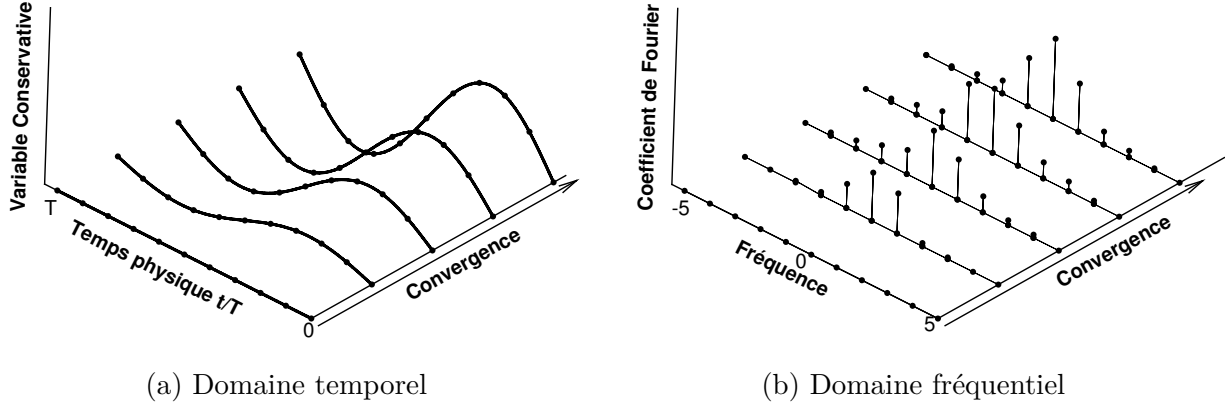 Variable Conservative
T
Temps physique t/T
0
Convergence
(a) Domaine temporel
Coefficient de Fourier
-5
Fréquence
0
5
Convergence
(b) Domaine fréquentiel